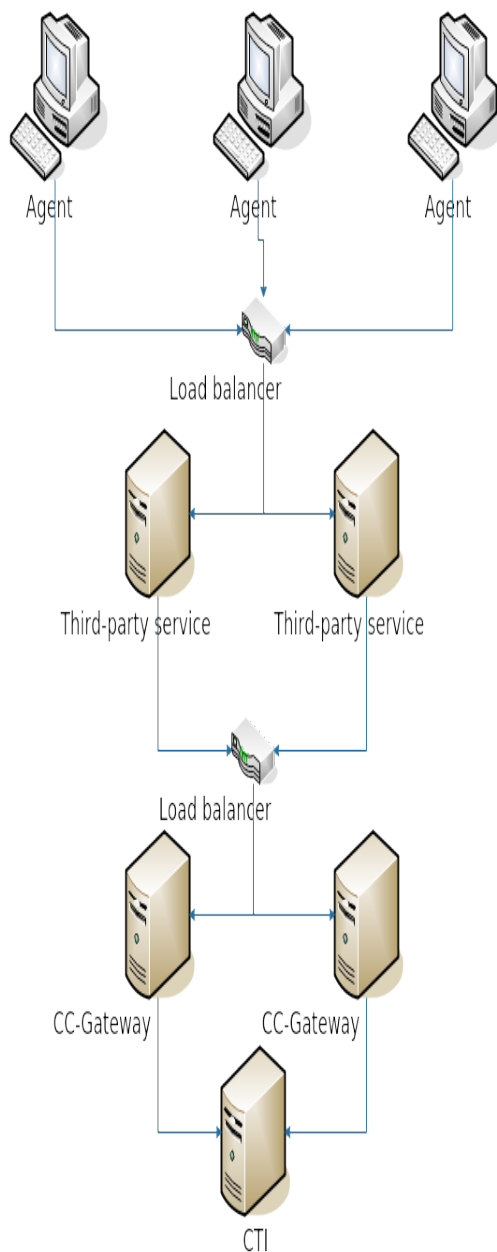 Agent
Agent
Agent
Load balancer
Third-party service
Third-party service
Load balancer
CC-Gateway
CC-Gateway
CTI